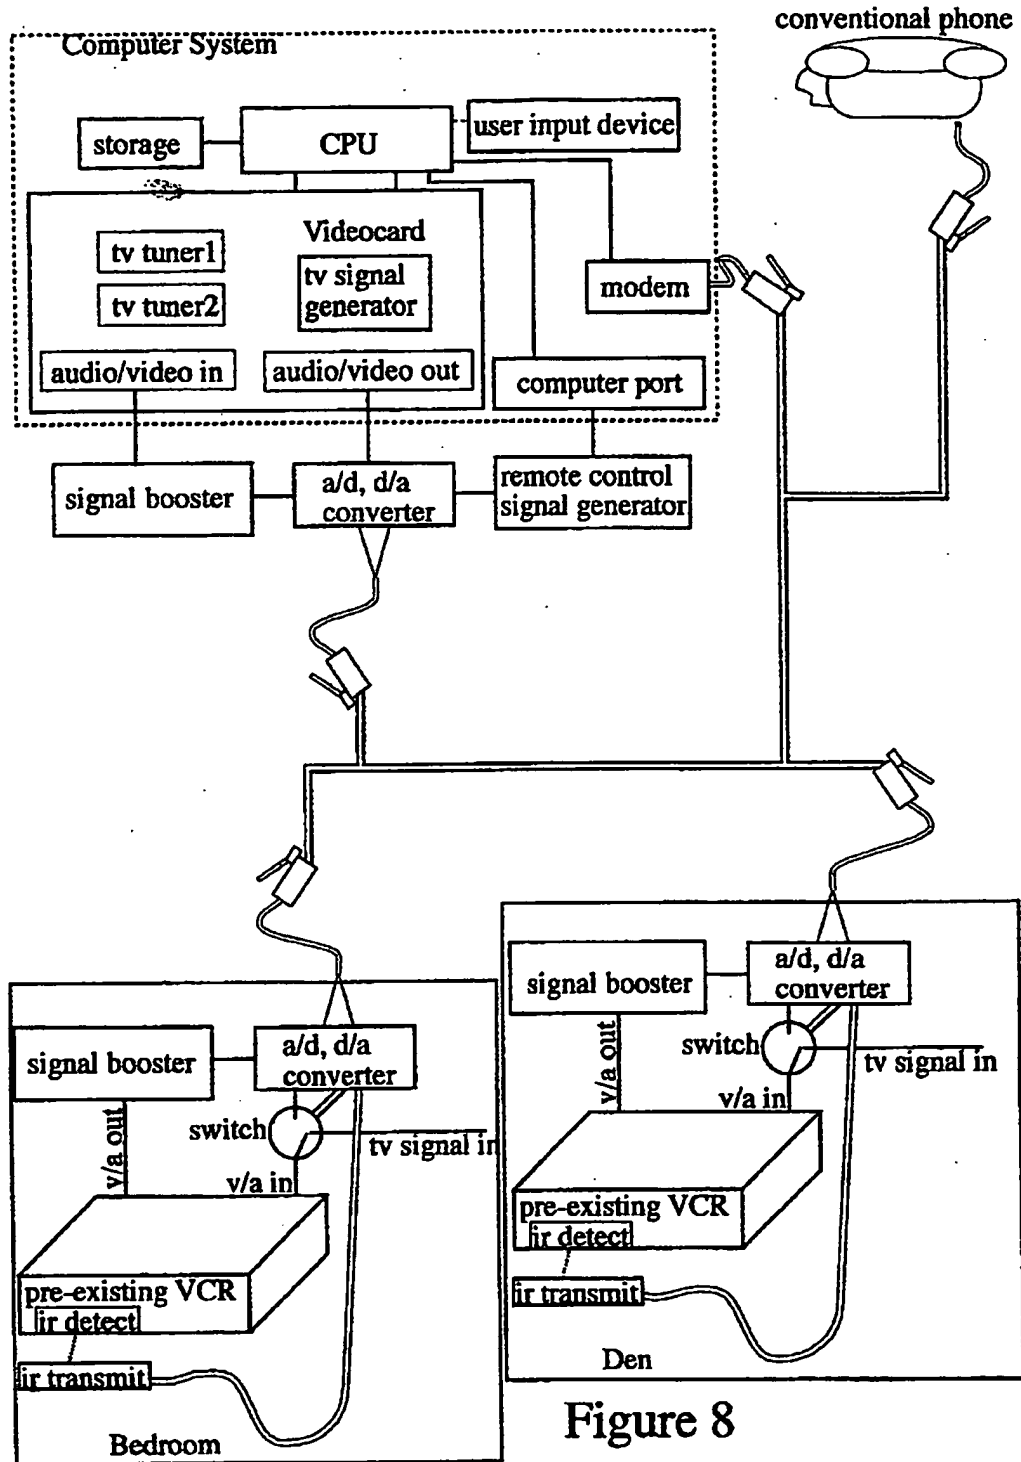 conventional phone
Computer System
storage
CPU
user input device
Videocard
tv tuner1
tv tuner2
tv signal
generator
modem
audio/video in
audio/video out
computer port
signal booster
a/d, d/a
converter
remote control
signal generator
signal booster
a/d, d/a
converter
switch
tv signal in
v/a out
v/a in
pre-existing VCR
ir detect
ir transmit
Den
signal booster
a/d, d/a
converter
switch
tv signal in
v/a out
v/a in
pre-existing VCR
ir detect
ir transmit
Bedroom
Figure 8